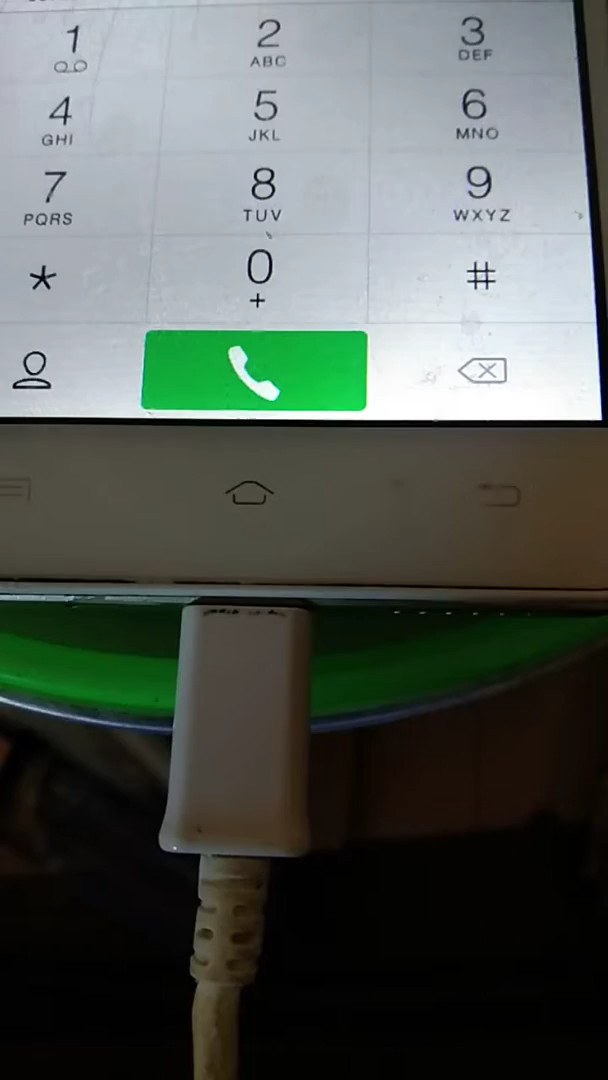 1 2 3
ABC DEF
4 5 6
GHI JKL MNO
7 8 9
PQRS TUV WXYZ
* 0 #
+